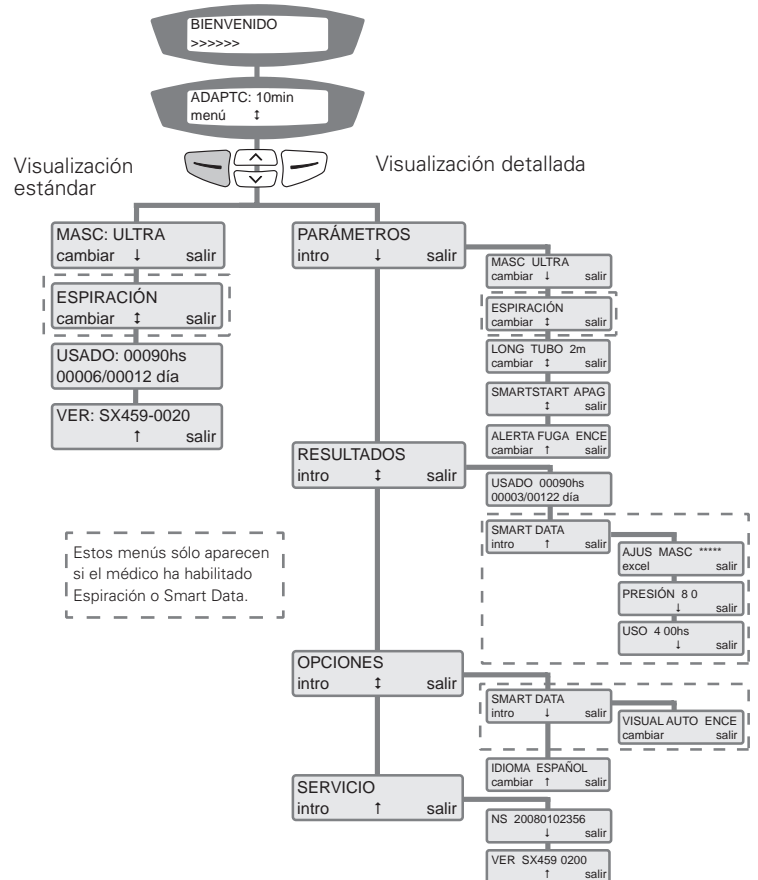 BIENVENIDO
>>>>>>
ADAPTC: 10min
menú ↕
Visualización
estándar
Visualización detallada
MASC: ULTRA
cambiar ↓ salir
ESPIRACIÓN
cambiar ↕ salir
USADO: 00090hs
00006/00012 día
VER: SX459-0020
↑ salir
Estos menús sólo aparecen
si el médico ha habilitado
Espiración o Smart Data.
PARÁMETROS
intro ↓ salir
MASC ULTRA
cambiar ↓ salir
ESPIRACIÓN
cambiar ↕ salir
LONG TUBO 2m
cambiar ↕ salir
SMARTSTART APAG
↕ salir
ALERTA FUGA ENCE
cambiar ↑ salir
RESULTADOS
intro ↕ salir
USADO 00090hs
00003/00122 día
SMART DATA
intro ↑ salir
AJUS MASC *****
excel salir
PRESIÓN 8 0
↓ salir
USO 4 00hs
↓ salir
OPCIONES
intro ↕ salir
SMART DATA
intro ↓ salir
VISUAL AUTO ENCE
cambiar salir
IDIOMA ESPAÑOL
cambiar ↑ salir
SERVICIO
intro ↑ salir
NS 20080102356
↓ salir
VER SX459 0200
↑ salir